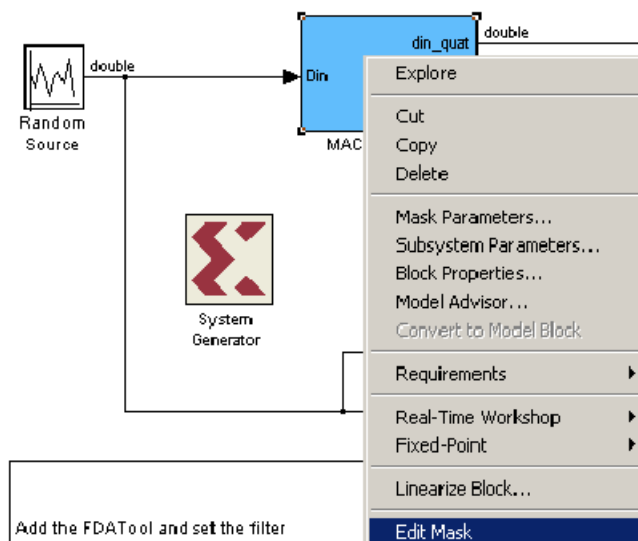 din_quat
double
double
Din
Random
Source
MAC
System
Generator
Add the FDATool and set the filter
Explore
Cut
Copy
Delete
Mask Parameters...
Subsystem Parameters...
Block Properties...
Model Advisor...
Convert to Model Block
Requirements
Real-Time Workshop
Fixed-Point
Linearize Block...
Edit Mask